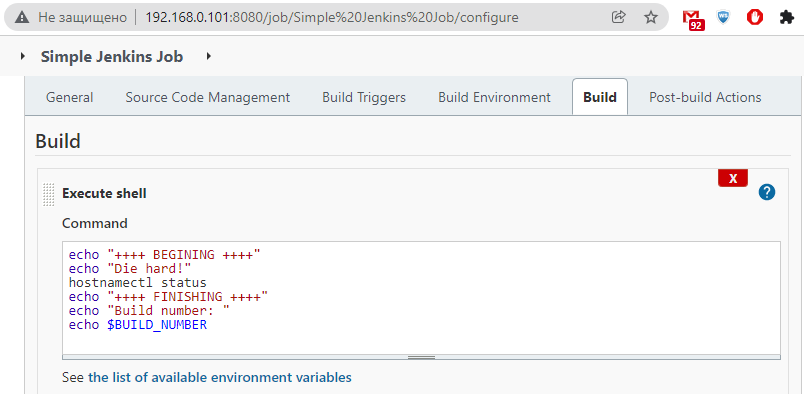 Не защищено 192.168.0.101:8080/job/Simple%20Jenkins%20Job/configure 92 WS
Simple Jenkins Job
General Source Code Management Build Triggers Build Environment Build Post-build Actions
Build
X
Execute shell ?
Command
echo "++++ BEGINING ++++"
echo "Die hard!"
hostnamectl status
echo "++++ FINISHING ++++"
echo "Build number: "
echo $BUILD_NUMBER
See the list of available environment variables